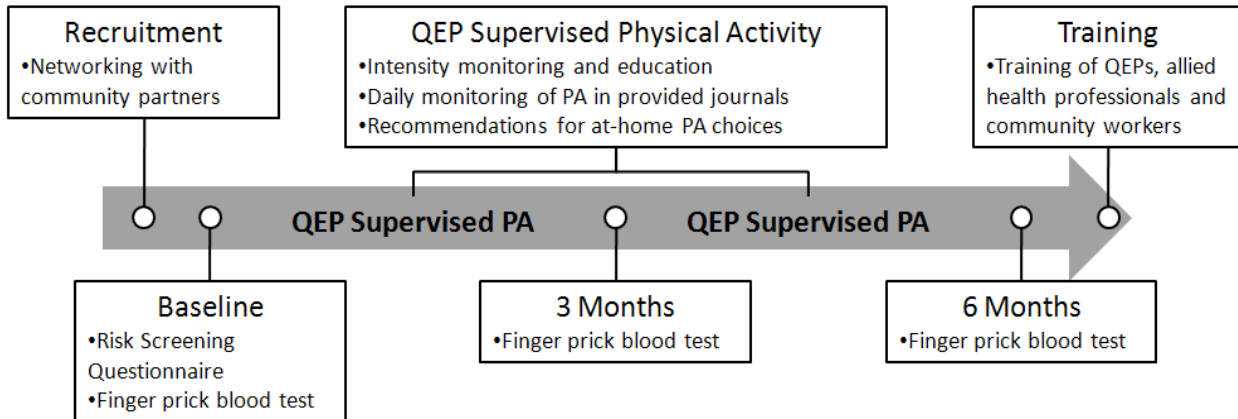 Recruitment
•Networking with
community partners
QEP Supervised Physical Activity
•Intensity monitoring and education
•Daily monitoring of PA in provided journals
•Recommendations for at-home PA choices
Training
•Training of QEPs, allied
health professionals and
community workers
QEP Supervised PA
QEP Supervised PA
Baseline
•Risk Screening
Questionnaire
•Finger prick blood test
3 Months
•Finger prick blood test
6 Months
•Finger prick blood test